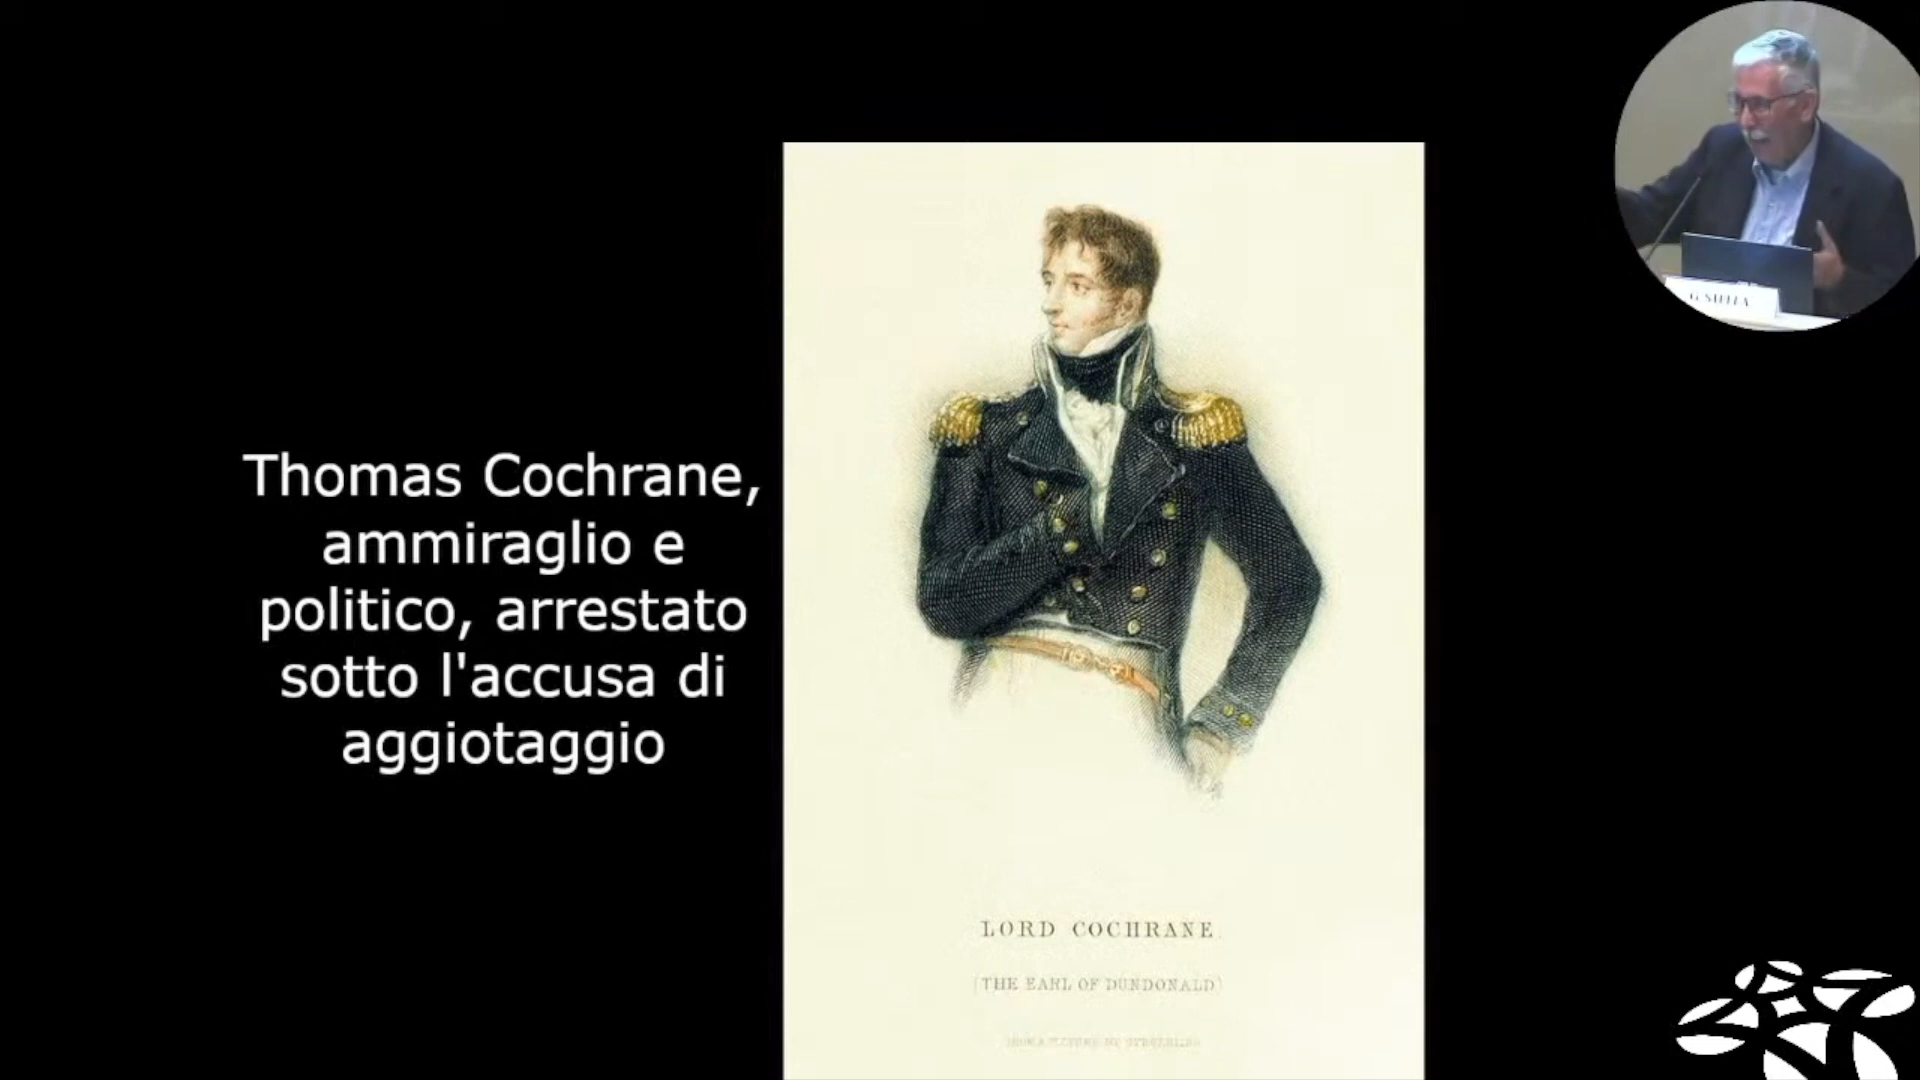 Thomas Cochrane,
ammiraglio e
politico, arrestato
sotto l'accusa di
aggiotaggio
LORD COCHRANE
(THE EARL OF DUNDONALD)